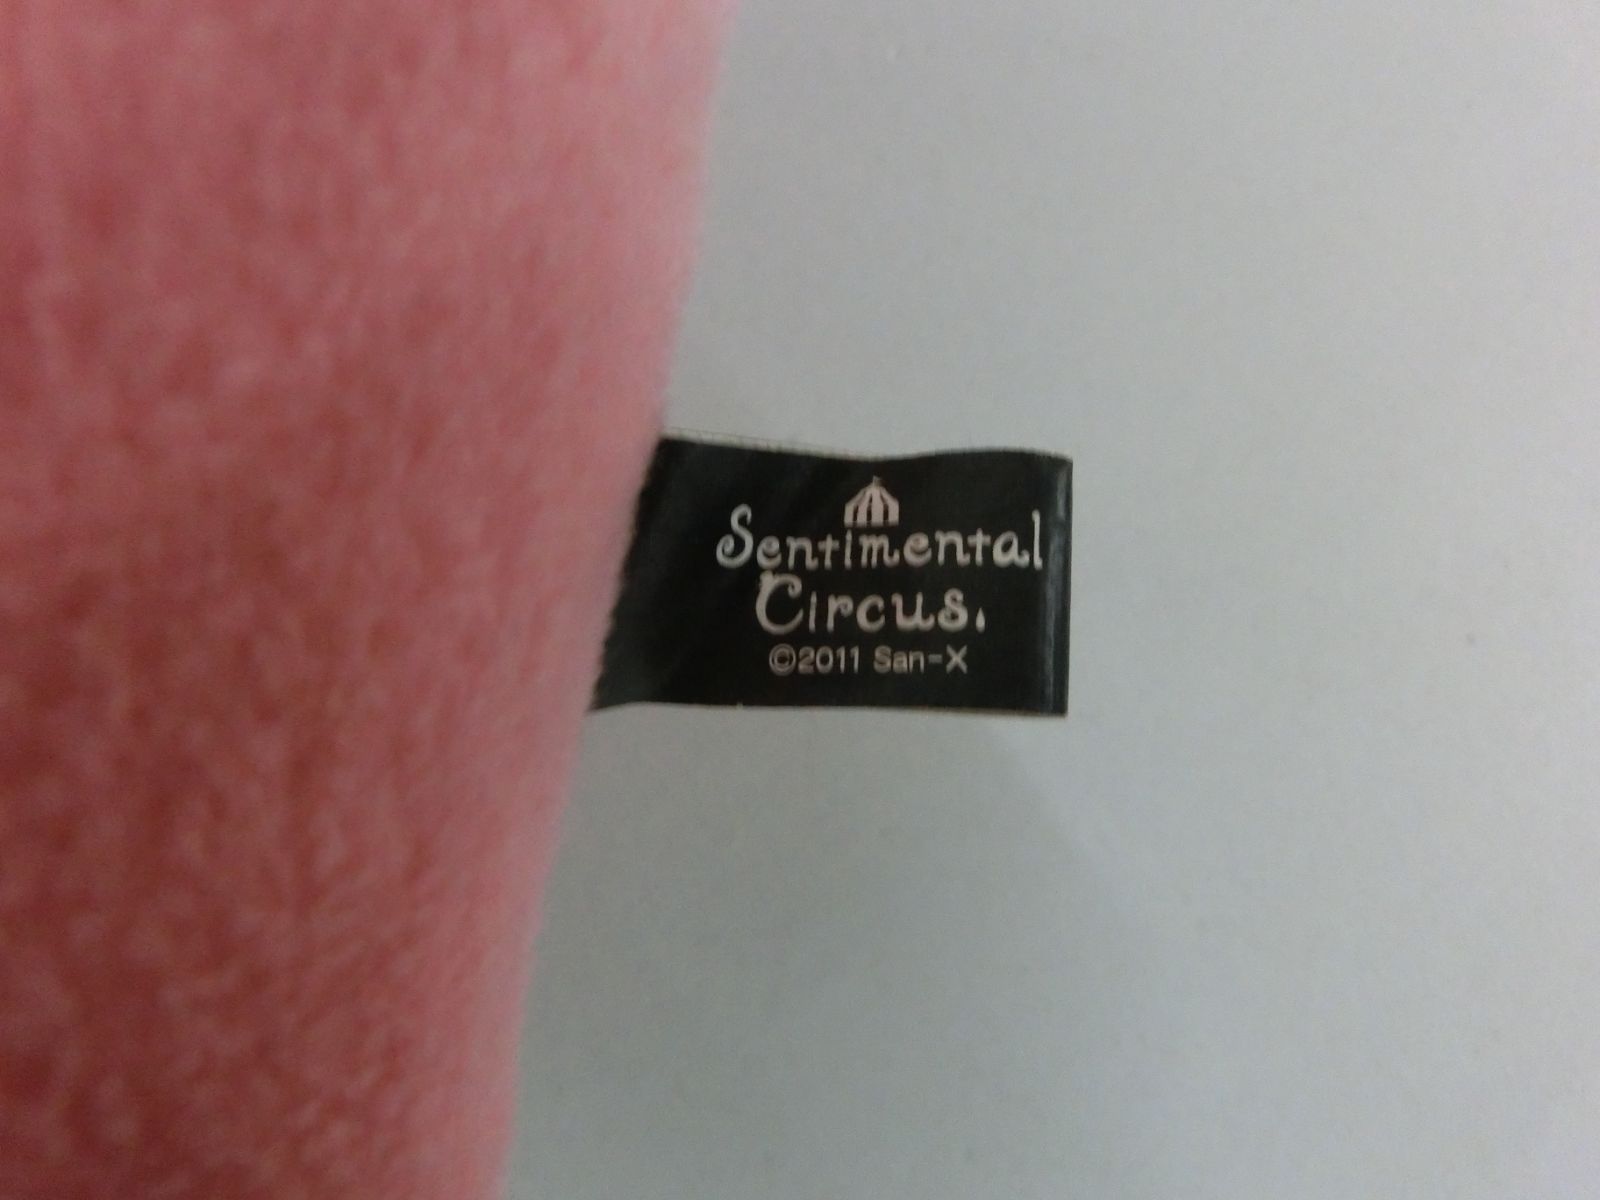 Sentimental
Circus.
©2011 San-X